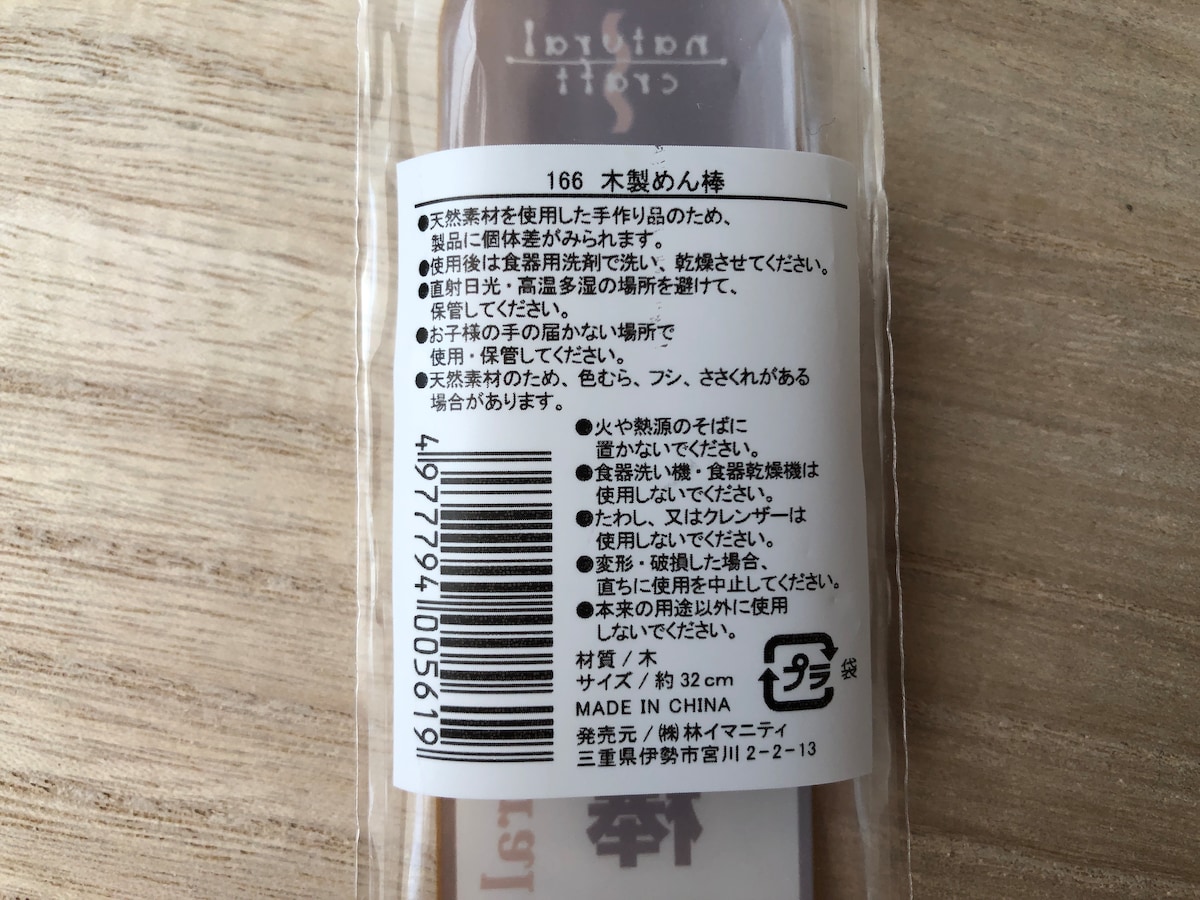 natural
craft
166 木製めん棒
●天然素材を使用した手作り品のため、
製品に個体差がみられます。
●使用後は食器用洗剤で洗い、乾燥させてください。
●直射日光・高温多湿の場所を避けて、
保管してください。
●お子様の手の届かない場所で
使用・保管してください。
●天然素材のため、色むら、フシ、ささくれがある
場合があります。
●火や熱源のそばに
置かないでください。
●食器洗い機・食器乾燥機は
使用しないでください。
●たわし、又はクレンザーは
使用しないでください。
●変形・破損した場合、
直ちに使用を中止してください。
●本来の用途以外に使用
しないでください。
材質/木
サイズ/約32cm
MADE IN CHINA
発売元/㈱林イマニティ
三重県伊勢市宮川2-2-13
プラ
袋
4977794005619
棒